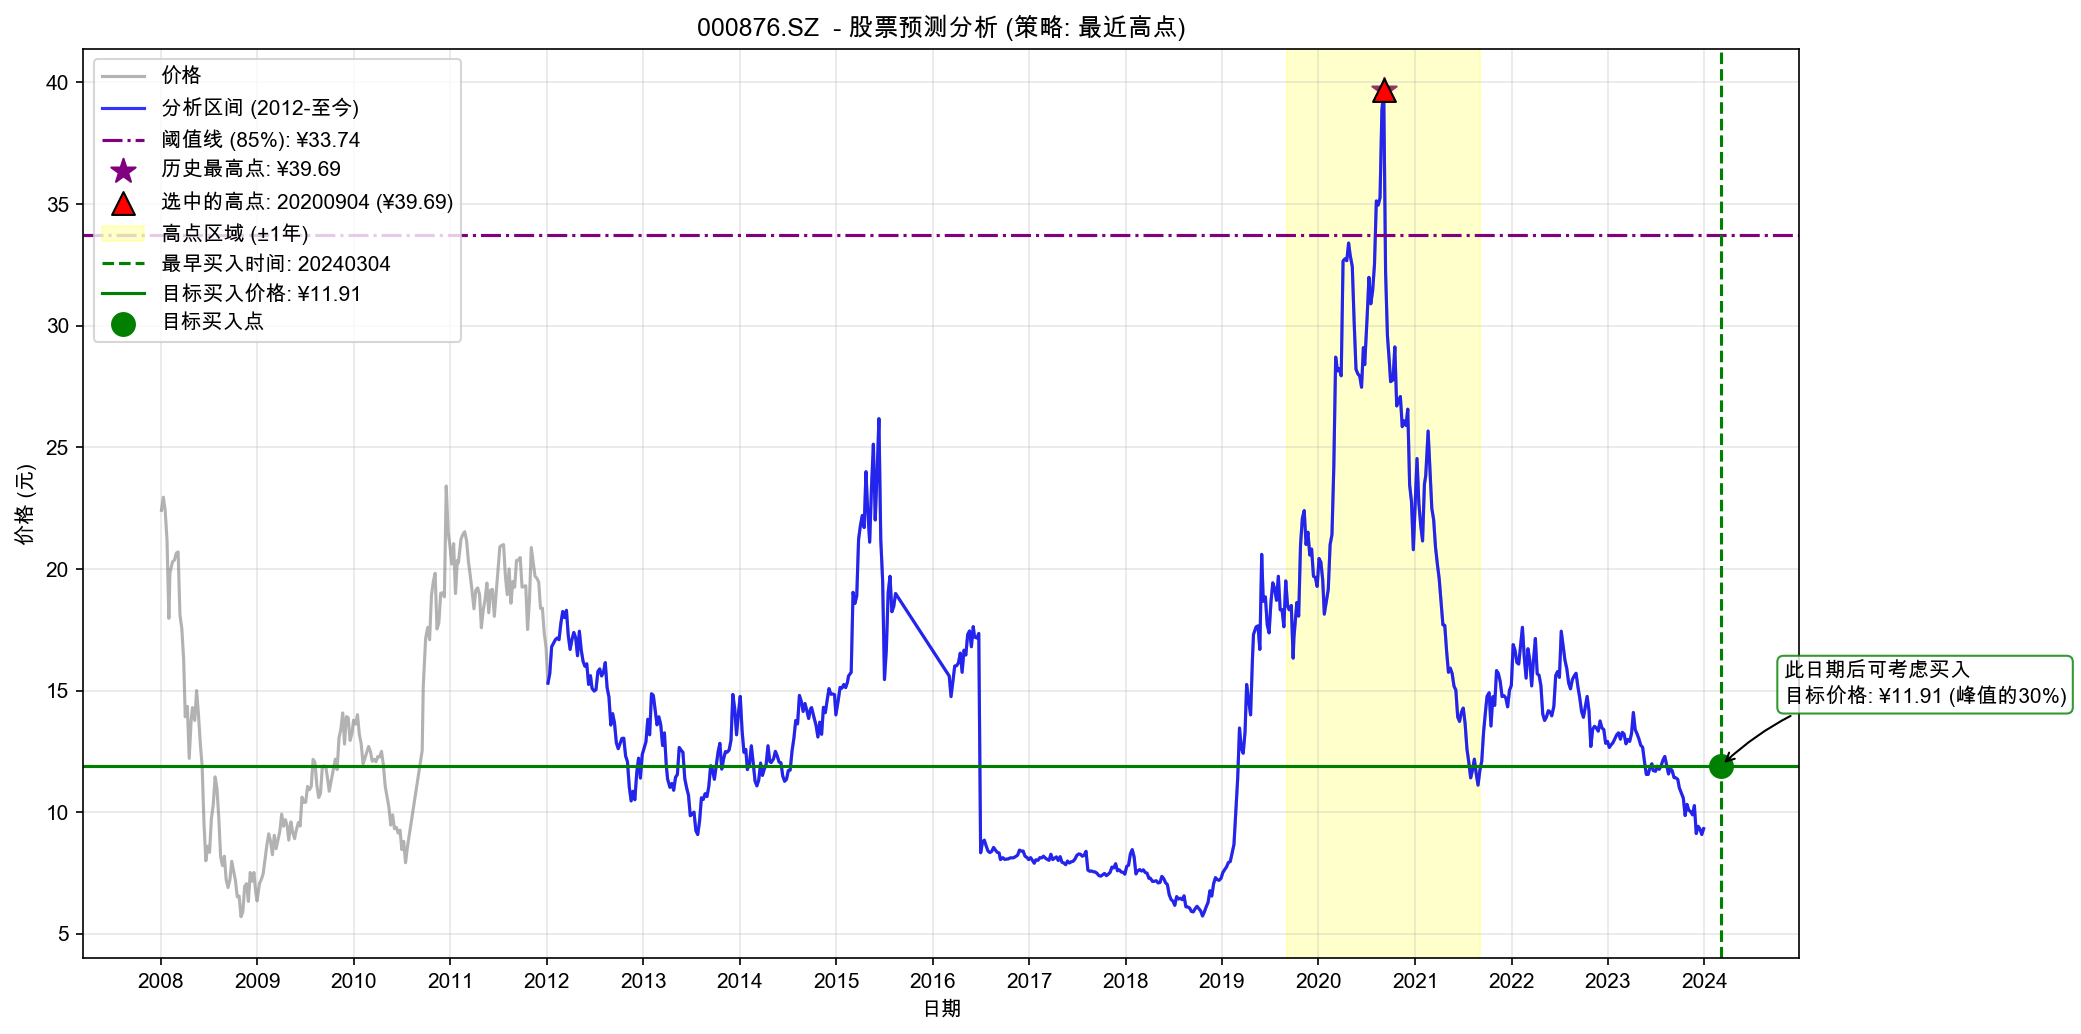 000876.SZ - 股票预测分析 (策略: 最近高点)
价格
分析区间 (2012-至今)
阈值线 (85%): ¥33.74
历史最高点: ¥39.69
选中的高点: 20200904 (¥39.69)
高点区域 (±1年)
最早买入时间: 20240304
目标买入价格: ¥11.91
目标买入点
40
35
30
25
20
15
10
5
价格 (元)
此日期后可考虑买入
目标价格: ¥11.91 (峰值的30%)
2008 2009 2010 2011 2012 2013 2014 2015 2016 2017 2018 2019 2020 2021 2022 2023 2024
日期